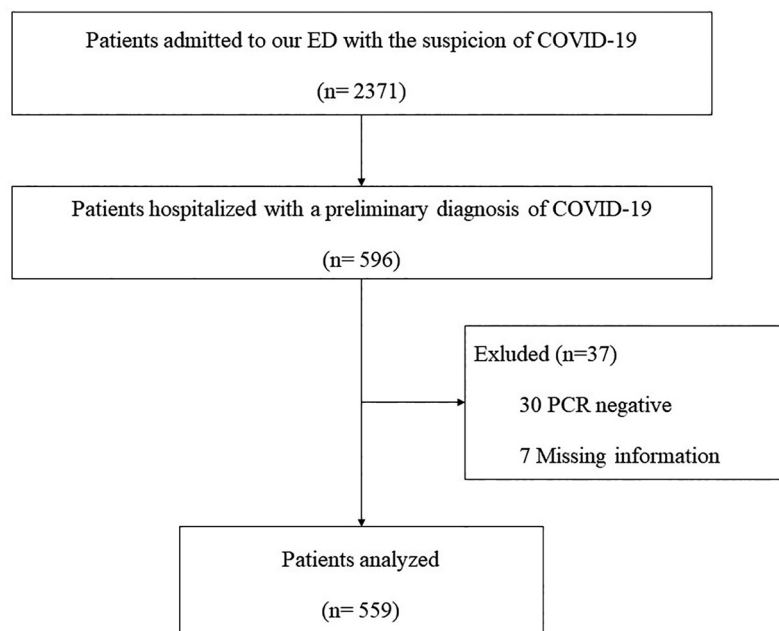 Patients admitted to our ED with the suspicion of COVID-19
(n= 2371)
Patients hospitalized with a preliminary diagnosis of COVID-19
(n= 596)
Exluded (n=37)
30 PCR negative
7 Missing information
Patients analyzed
(n= 559)